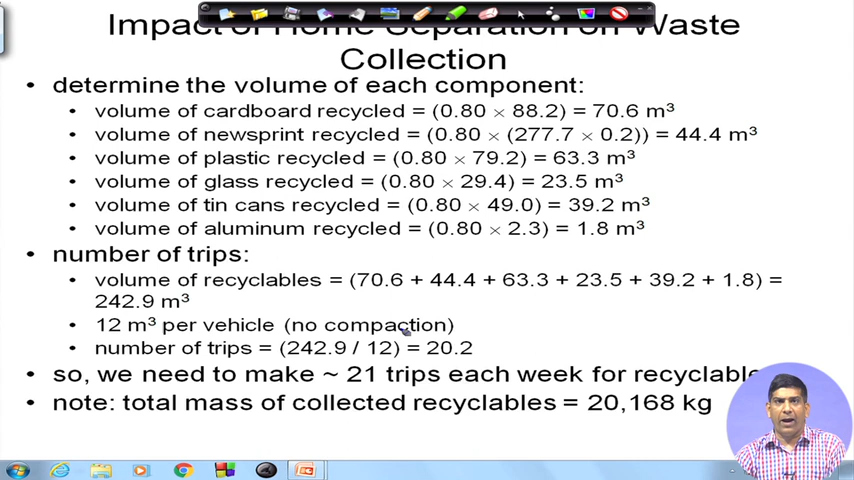 Impact of Home Separation on Waste
Collection
• determine the volume of each component:
• volume of cardboard recycled = (0.80 × 88.2) = 70.6 m³
• volume of newsprint recycled = (0.80 × (277.7 × 0.2)) = 44.4 m³
• volume of plastic recycled = (0.80 × 79.2) = 63.3 m³
• volume of glass recycled = (0.80 × 29.4) = 23.5 m³
• volume of tin cans recycled = (0.80 × 49.0) = 39.2 m³
• volume of aluminum recycled = (0.80 × 2.3) = 1.8 m³
• number of trips:
• volume of recyclables = (70.6 + 44.4 + 63.3 + 23.5 + 39.2 + 1.8) =
242.9 m³
• 12 m³ per vehicle (no compaction)
• number of trips = (242.9 / 12) = 20.2
• so, we need to make ~ 21 trips each week for recyclable
• note: total mass of collected recyclables = 20,168 kg